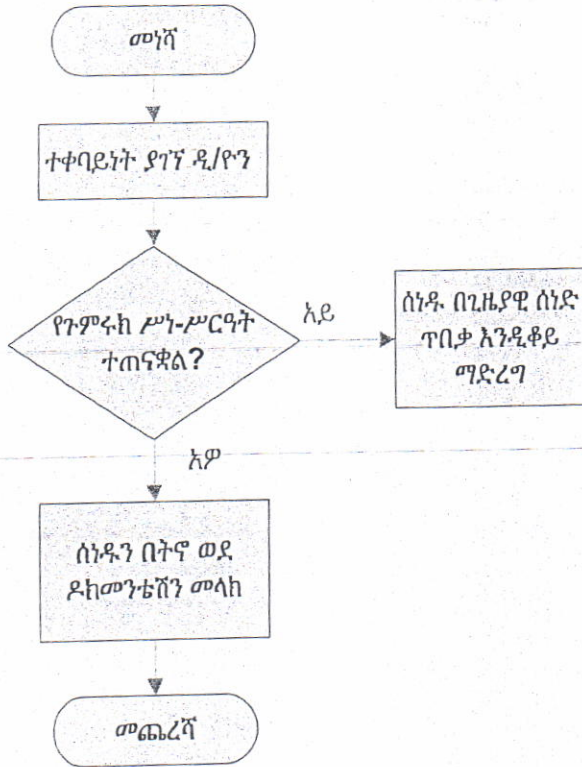 መነሻ
ተቀባይነት ያገኘ ዲ/ዮን
የጉምሩክ ሥነ-ሥርዓት
ተጠናቋል?
አይ
ሰነዱ በጊዜያዊ ሰነድ
ጥበቃ እንዲቆይ
ማድረግ
አዎ
ሰነዱን በትኖ ወደ
ዶክመንቴሽን መላክ
መጨረሻ